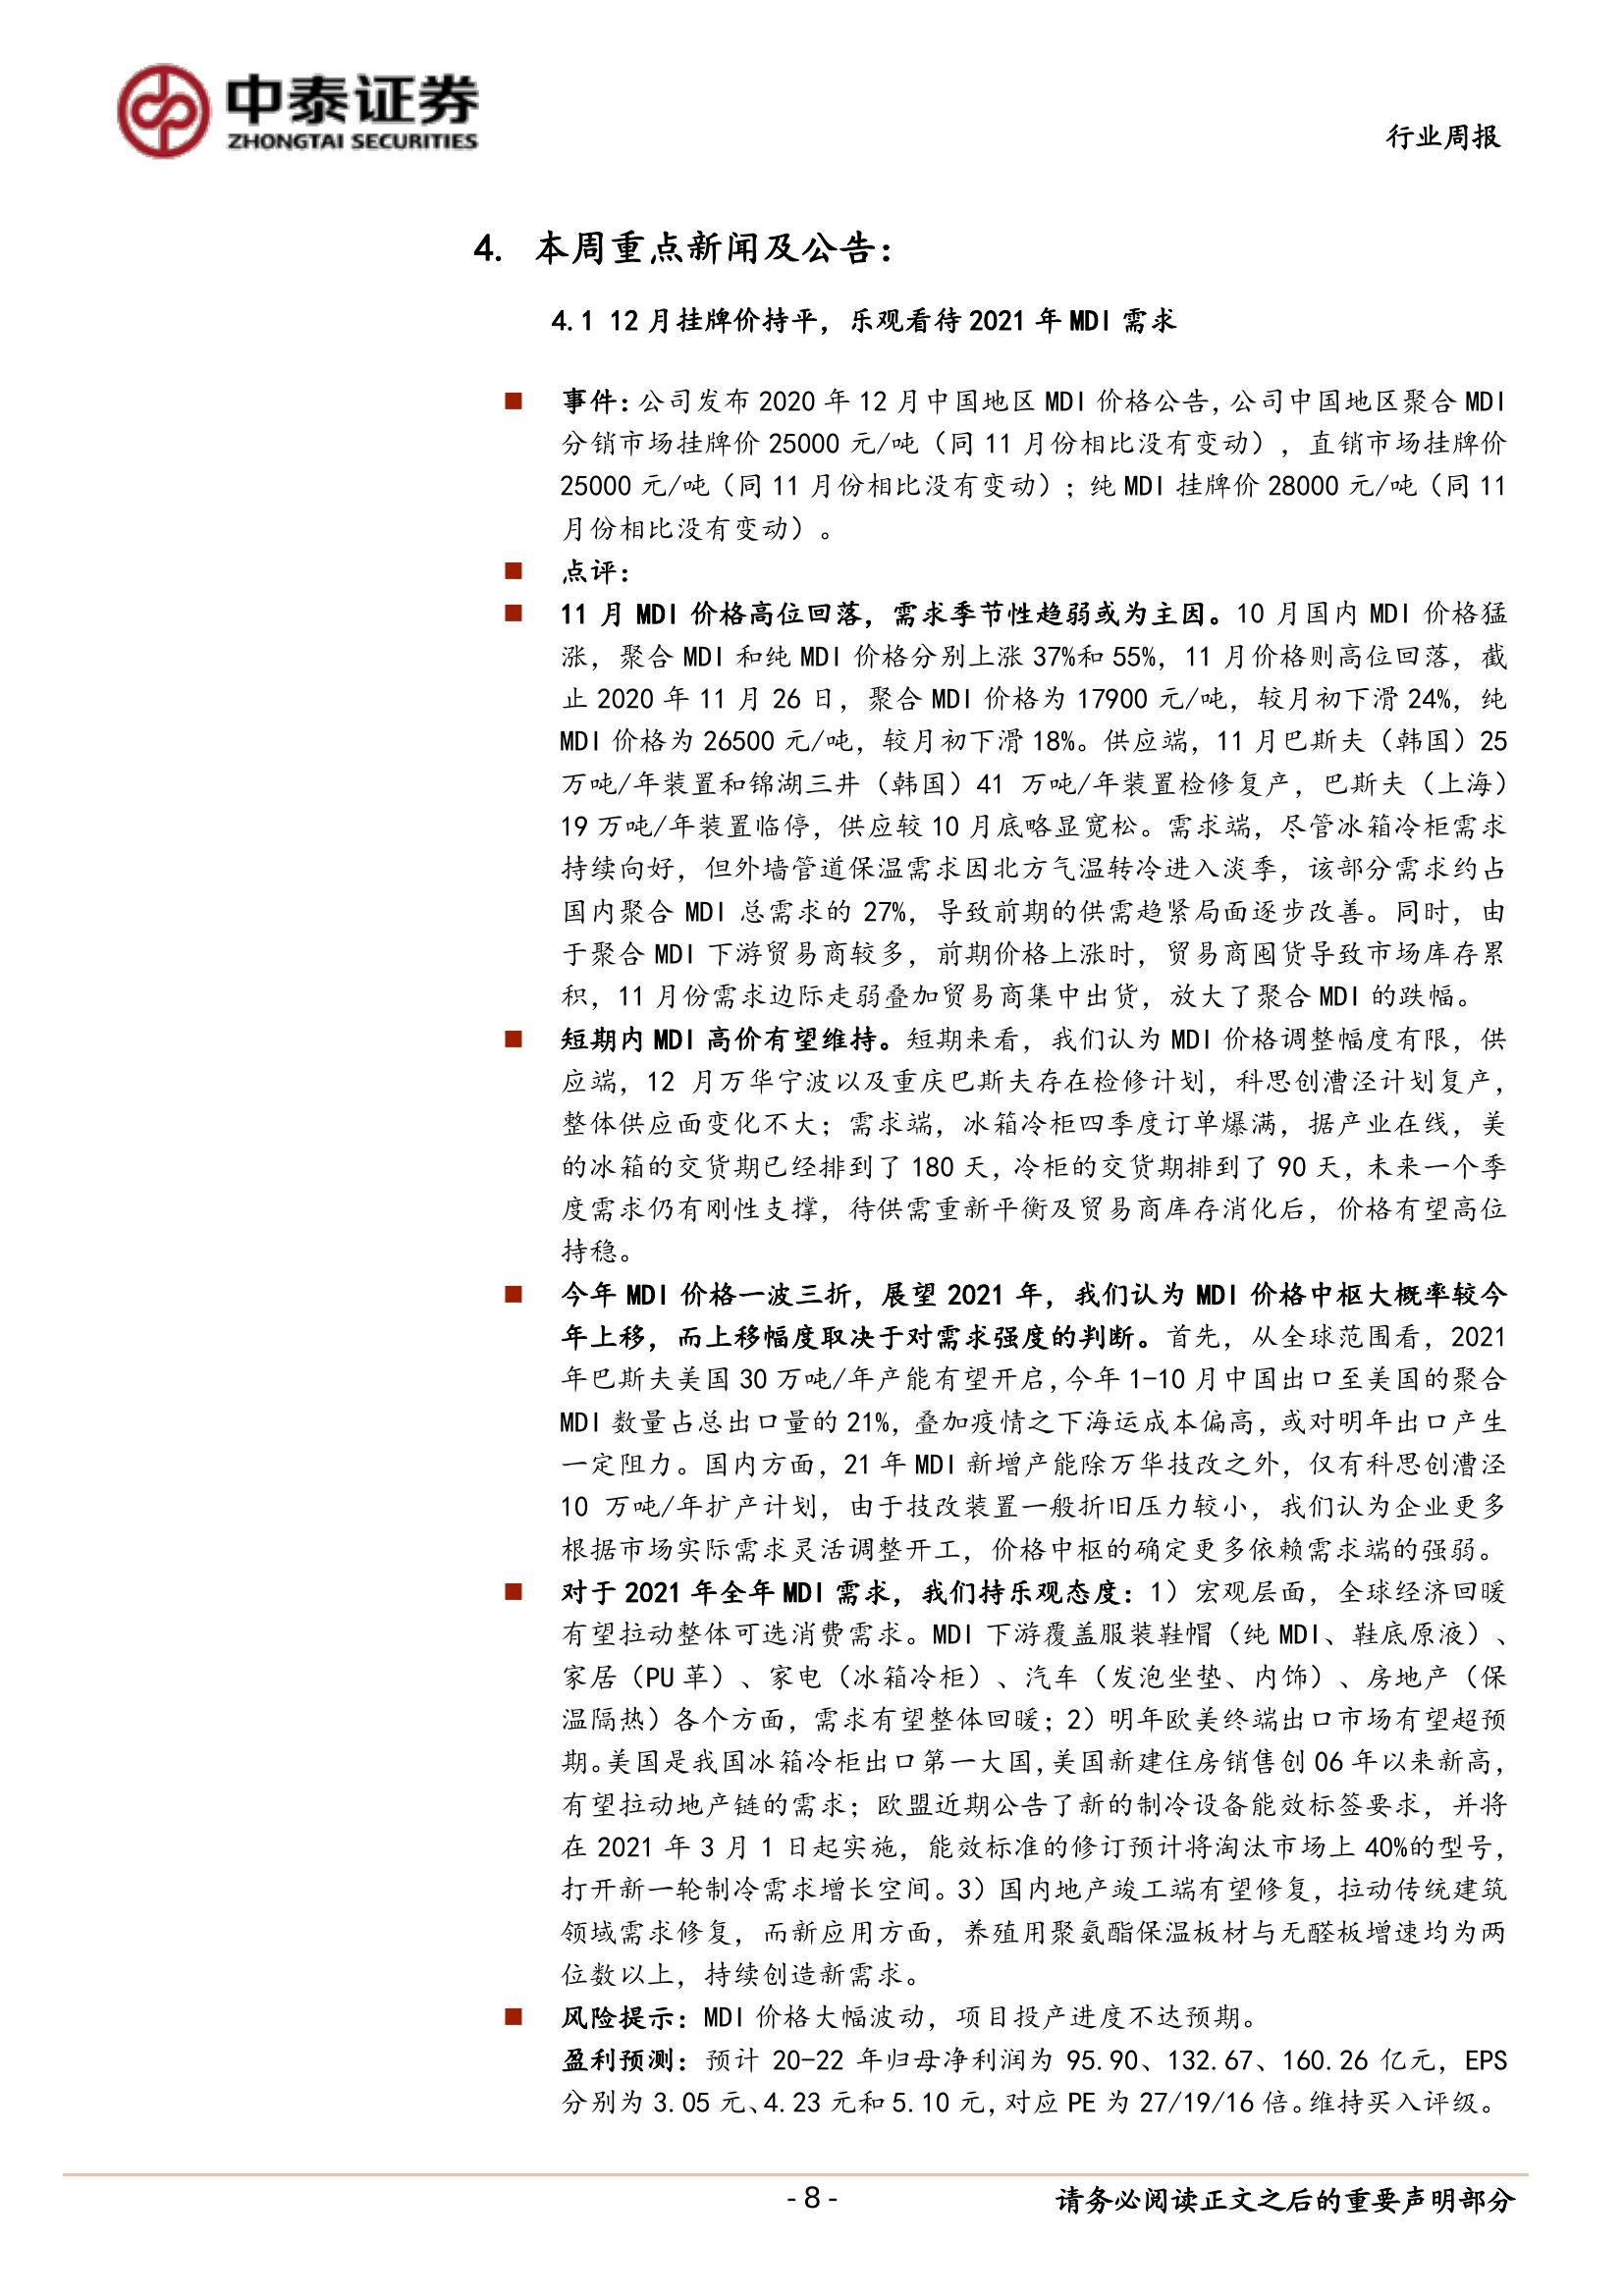 中泰证券
ZHONGTAI SECURITIES
行业周报
4. 本周重点新闻及公告：
4.1 12月挂牌价持平，乐观看待2021年MDI需求
■ 事件：公司发布2020年12月中国地区MDI价格公告，公司中国地区聚合MDI
分销市场挂牌价25000元/吨（同11月份相比没有变动），直销市场挂牌价
25000元/吨（同11月份相比没有变动）；纯MDI挂牌价28000元/吨（同11
月份相比没有变动）。
■ 点评：
■ 11月MDI价格高位回落，需求季节性趋弱或为主因。10月国内MDI价格猛
涨，聚合MDI和纯MDI价格分别上涨37%和55%，11月价格则高位回落，截
止2020年11月26日，聚合MDI价格为17900元/吨，较月初下滑24%，纯
MDI价格为26500元/吨，较月初下滑18%。供应端，11月巴斯夫（韩国）25
万吨/年装置和锦湖三井（韩国）41 万吨/年装置检修复产，巴斯夫（上海）
19万吨/年装置临停，供应较10月底略显宽松。需求端，尽管冰箱冷柜需求
持续向好，但外墙管道保温需求因北方气温转冷进入淡季，该部分需求约占
国内聚合MDI总需求的27%，导致前期的供需趋紧局面逐步改善。同时，由
于聚合MDI下游贸易商较多，前期价格上涨时，贸易商囤货导致市场库存累
积，11月份需求边际走弱叠加贸易商集中出货，放大了聚合MDI的跌幅。
■ 短期内MDI高价有望维持。短期来看，我们认为MDI价格调整幅度有限，供
应端，12 月万华宁波以及重庆巴斯夫存在检修计划，科思创漕泾计划复产，
整体供应面变化不大；需求端，冰箱冷柜四季度订单爆满，据产业在线，美
的冰箱的交货期已经排到了180天，冷柜的交货期排到了90天，未来一个季
度需求仍有刚性支撑，待供需重新平衡及贸易商库存消化后，价格有望高位
持稳。
■ 今年MDI价格一波三折，展望2021年，我们认为MDI价格中枢大概率较今
年上移，而上移幅度取决于对需求强度的判断。首先，从全球范围看，2021
年巴斯夫美国30万吨/年产能有望开启，今年1-10月中国出口至美国的聚合
MDI数量占总出口量的21%，叠加疫情之下海运成本偏高，或对明年出口产生
一定阻力。国内方面，21年MDI新增产能除万华技改之外，仅有科思创漕泾
10 万吨/年扩产计划，由于技改装置一般折旧压力较小，我们认为企业更多
根据市场实际需求灵活调整开工，价格中枢的确定更多依赖需求端的强弱。
■ 对于2021年全年MDI需求，我们持乐观态度：1）宏观层面，全球经济回暖
有望拉动整体可选消费需求。MDI下游覆盖服装鞋帽（纯MDI、鞋底原液）、
家居（PU革）、家电（冰箱冷柜）、汽车（发泡坐垫、内饰）、房地产（保
温隔热）各个方面，需求有望整体回暖；2）明年欧美终端出口市场有望超预
期。美国是我国冰箱冷柜出口第一大国，美国新建住房销售创06年以来新高，
有望拉动地产链的需求；欧盟近期公告了新的制冷设备能效标签要求，并将
在2021年3月1日起实施，能效标准的修订预计将淘汰市场上40%的型号，
打开新一轮制冷需求增长空间。3）国内地产竣工端有望修复，拉动传统建筑
领域需求修复，而新应用方面，养殖用聚氨酯保温板材与无醛板增速均为两
位数以上，持续创造新需求。
■ 风险提示：MDI价格大幅波动，项目投产进度不达预期。
盈利预测：预计20-22年归母净利润为95.90、132.67、160.26亿元，EPS
分别为3.05元、4.23元和5.10元，对应PE为27/19/16倍。维持买入评级。
- 8 -
请务必阅读正文之后的重要声明部分